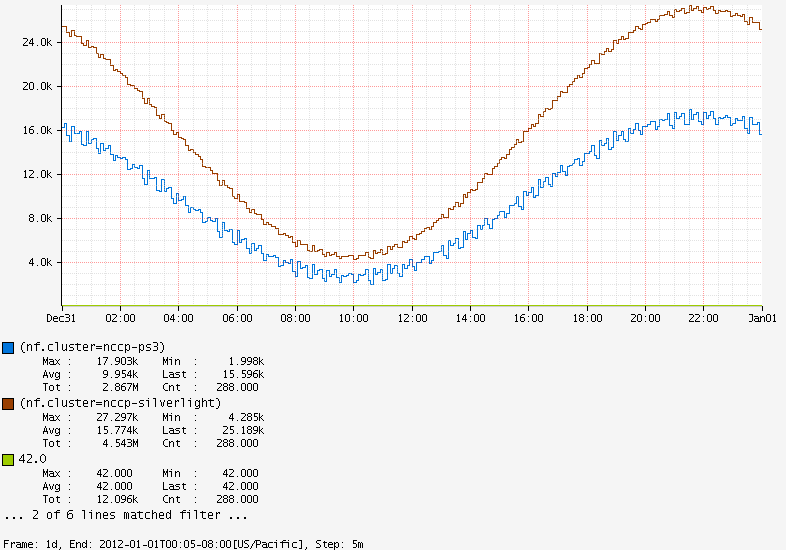 24.0k
20.0k
16.0k
12.0k
8.0k
4.0k
Dec31 02:00 04:00 06:00 08:00 10:00 12:00 14:00 16:00 18:00 20:00 22:00 Jan01
(nf.cluster=nccp-ps3)
Max : 17.903k Min : 1.998k
Avg : 9.954k Last : 15.596k
Tot : 2.867M Cnt : 288.000
(nf.cluster=nccp-silverlight)
Max : 27.297k Min : 4.285k
Avg : 15.774k Last : 25.189k
Tot : 4.543M Cnt : 288.000
42.0
Max : 42.000 Min : 42.000
Avg : 42.000 Last : 42.000
Tot : 12.096k Cnt : 288.000
... 2 of 6 lines matched filter ...
Frame: 1d, End: 2012-01-01T00:05-08:00[US/Pacific], Step: 5m